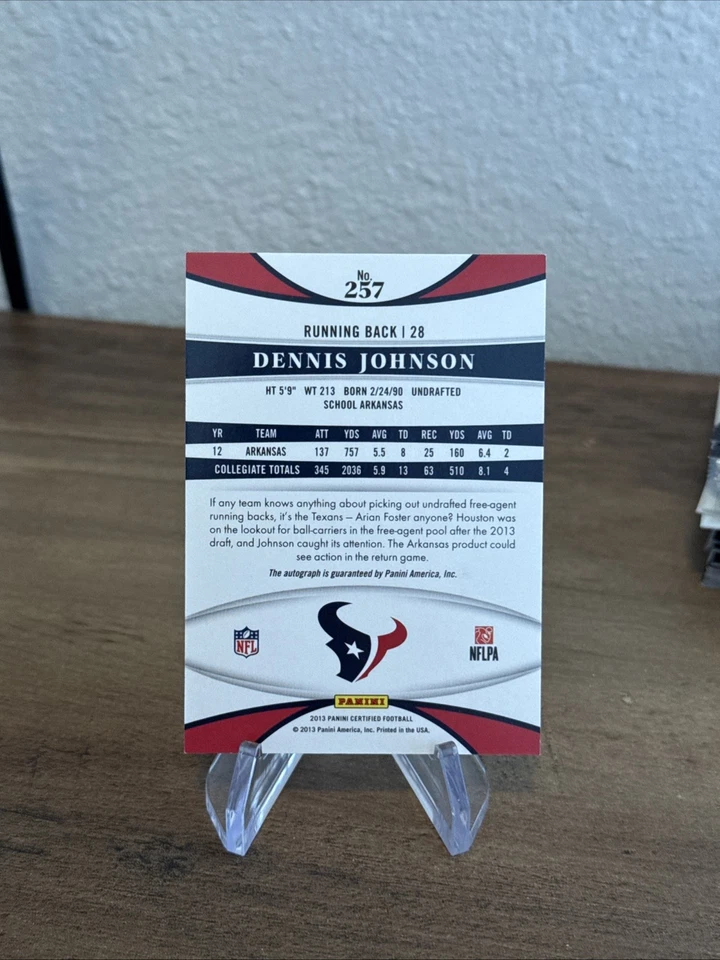 No.
257
RUNNING BACK | 28
DENNIS JOHNSON
HT 5'9" WT 213 BORN 2/24/90 UNDRAFTED
SCHOOL ARKANSAS
YR TEAM ATT YDS AVG TD REC YDS AVG TD
12 ARKANSAS 137 757 5.5 8 25 160 6.4 2
COLLEGIATE TOTALS 345 2036 5.9 13 63 510 8.1 4
If any team knows anything about picking out undrafted free-agent
running backs, it's the Texans – Arian Foster anyone? Houston was
on the lookout for ball-carriers in the free-agent pool after the 2013
draft, and Johnson caught its attention. The Arkansas product could
see action in the return game.
The autograph is guaranteed by Panini America, Inc.
NFL
NFLPA
PANINI
2013 PANINI CERTIFIED FOOTBALL
© 2013 Panini America, Inc. Printed in the USA.